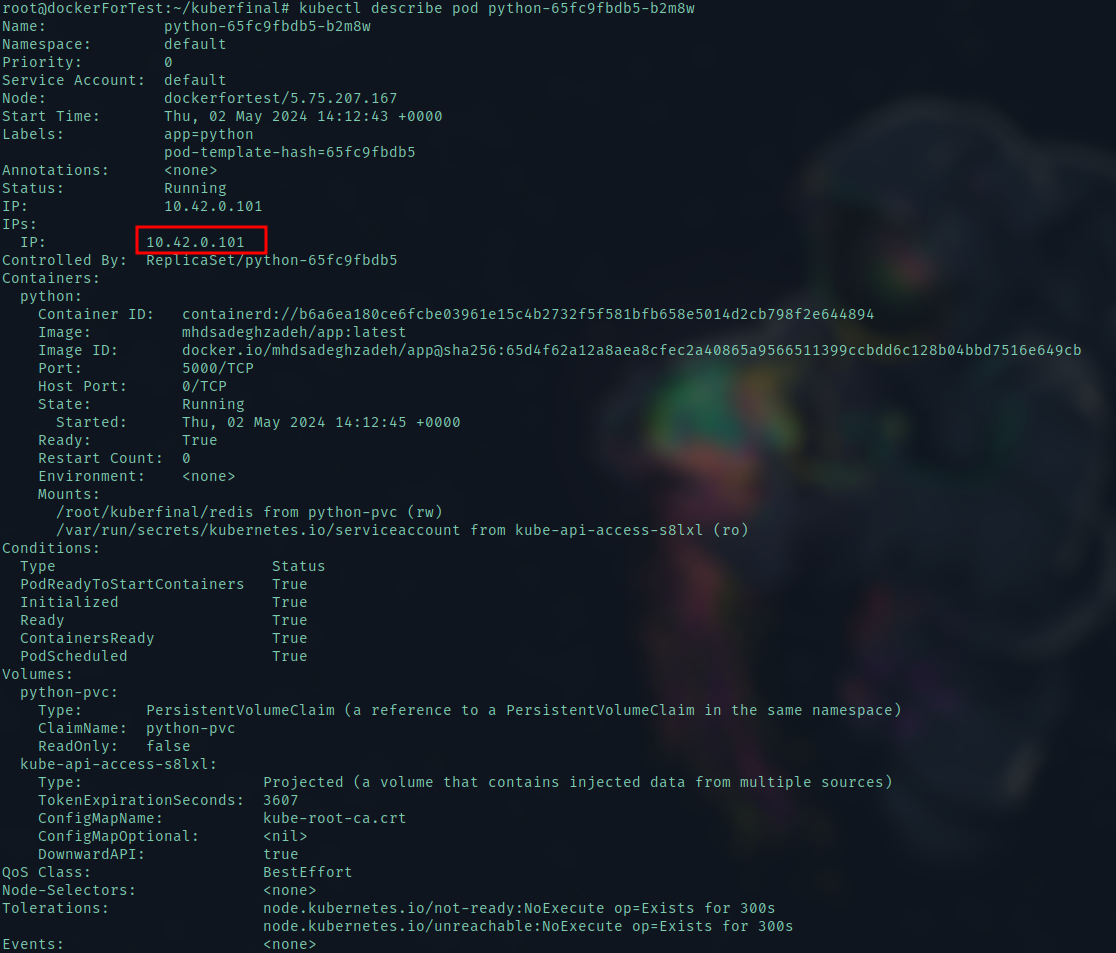 root@dockerForTest:~/kuberfinal# kubectl describe pod python-65fc9fbdb5-b2m8w
Name:             python-65fc9fbdb5-b2m8w
Namespace:        default
Priority:         0
Service Account:  default
Node:             dockerfortest/5.75.207.167
Start Time:       Thu, 02 May 2024 14:12:43 +0000
Labels:           app=python
                  pod-template-hash=65fc9fbdb5
Annotations:      <none>
Status:           Running
IP:               10.42.0.101
IPs:
  IP:           10.42.0.101
Controlled By:  ReplicaSet/python-65fc9fbdb5
Containers:
  python:
    Container ID:   containerd://b6a6ea180ce6fcbe03961e15c4b2732f5f581bfb658e5014d2cb798f2e644894
    Image:          mhdsadeghzadeh/app:latest
    Image ID:       docker.io/mhdsadeghzadeh/app@sha256:65d4f62a12a8aea8cfec2a40865a9566511399ccbdd6c128b04bbd7516e649cb
    Port:           5000/TCP
    Host Port:      0/TCP
    State:          Running
      Started:      Thu, 02 May 2024 14:12:45 +0000
    Ready:          True
    Restart Count:  0
    Environment:    <none>
    Mounts:
      /root/kuberfinal/redis from python-pvc (rw)
      /var/run/secrets/kubernetes.io/serviceaccount from kube-api-access-s8lxl (ro)
Conditions:
  Type                        Status
  PodReadyToStartContainers   True
  Initialized                 True
  Ready                       True
  ContainersReady             True
  PodScheduled                True
Volumes:
  python-pvc:
    Type:       PersistentVolumeClaim (a reference to a PersistentVolumeClaim in the same namespace)
    ClaimName:  python-pvc
    ReadOnly:   false
  kube-api-access-s8lxl:
    Type:                    Projected (a volume that contains injected data from multiple sources)
    TokenExpirationSeconds:  3607
    ConfigMapName:           kube-root-ca.crt
    ConfigMapOptional:       <nil>
    DownwardAPI:             true
QoS Class:                   BestEffort
Node-Selectors:              <none>
Tolerations:                 node.kubernetes.io/not-ready:NoExecute op=Exists for 300s
                             node.kubernetes.io/unreachable:NoExecute op=Exists for 300s
Events:                      <none>